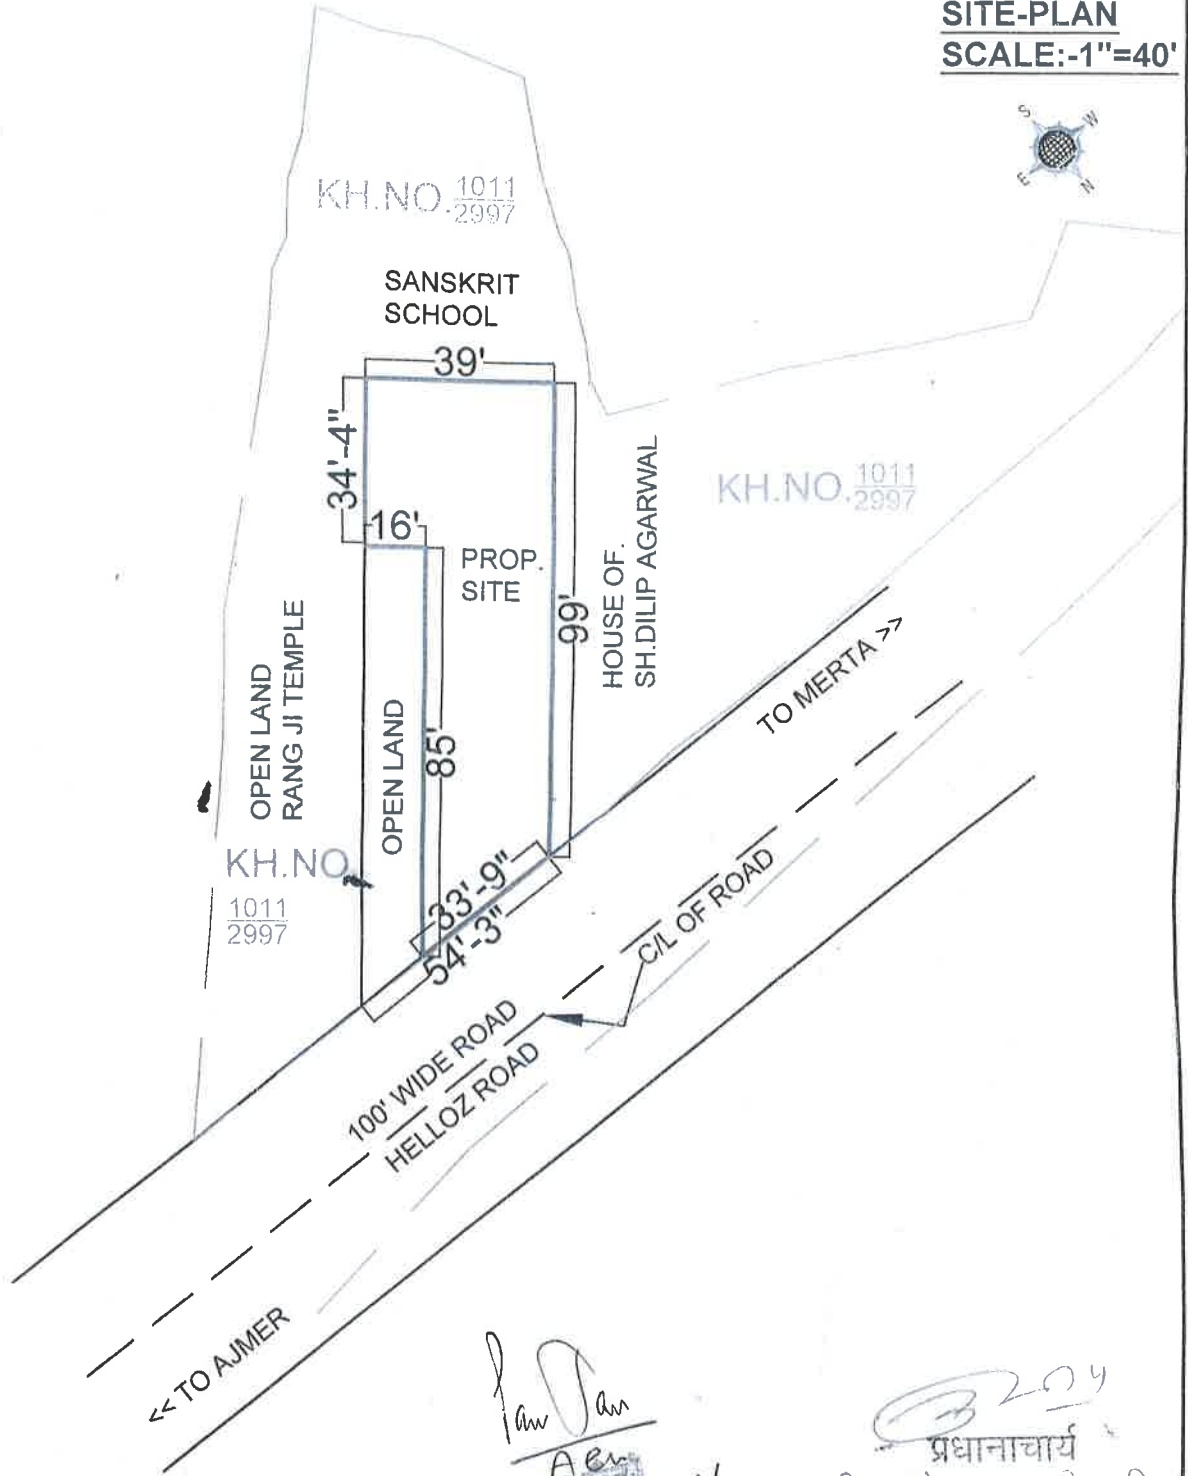 SITE-PLAN
SCALE:-1"=40'
S
W
E
N
KH.NO. 1011
2997
SANSKRIT
SCHOOL
39'
34'-4"
16'
PROP.
SITE
99'
HOUSE OF.
SH.DILIP AGARWAL
KH.NO. 1011
2997
OPEN LAND
RANG JI TEMPLE
OPEN LAND
85'
KH.NO.
1011
2997
33'-9"
54'-3"
TO MERTA >>
C/L OF ROAD
100' WIDE ROAD
HELLOZ ROAD
<< TO AJMER
प्रधानाचार्य